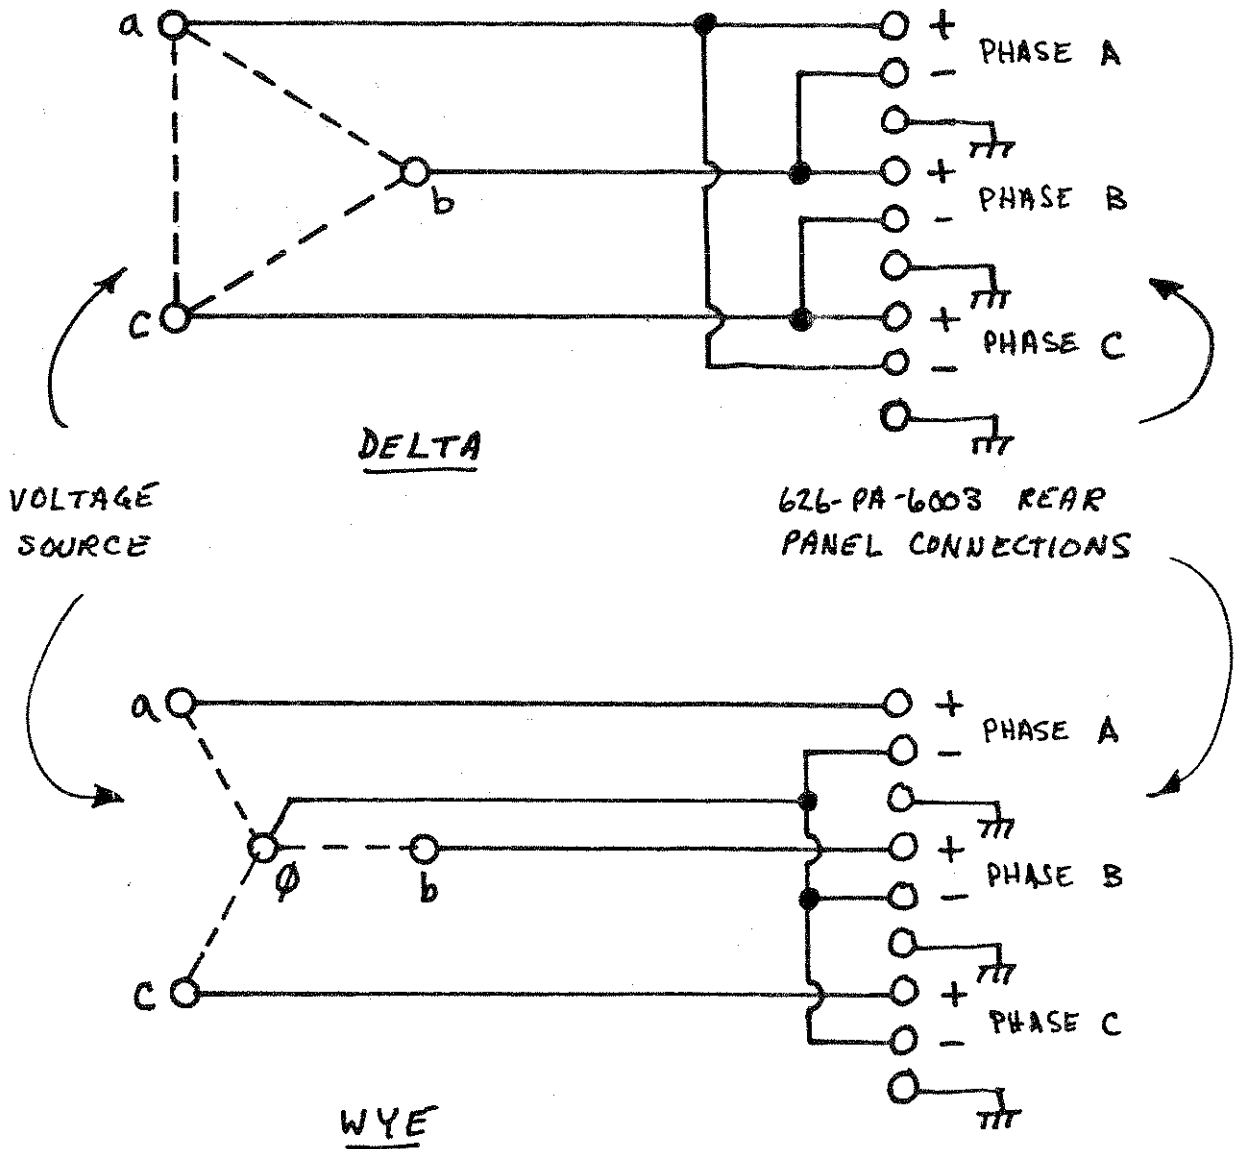 a
+
PHASE A
-
b
+
PHASE B
-
C
+
PHASE C
-
DELTA
VOLTAGE
SOURCE
626-PA-6003 REAR
PANEL CONNECTIONS
a
+
PHASE A
-
Ø
b
+
PHASE B
-
C
+
PHASE C
-
WYE